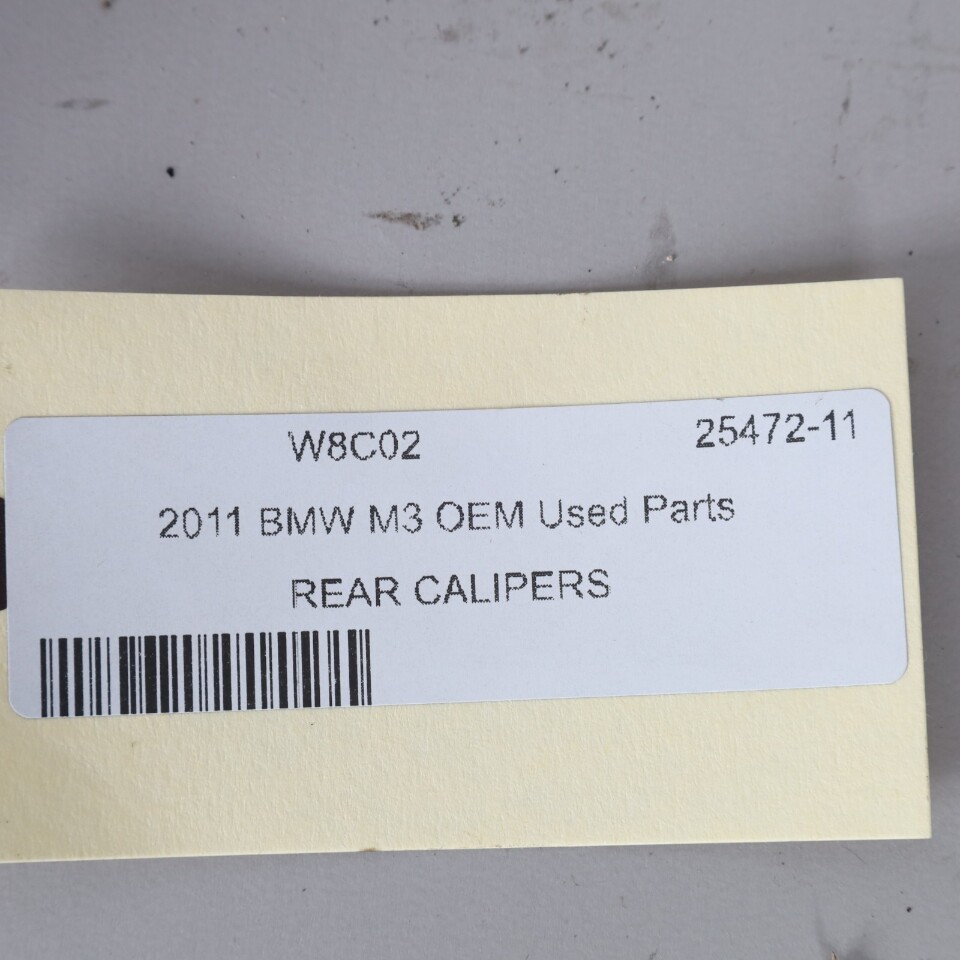 W8C02 25472-11
2011 BMW M3 OEM Used Parts
REAR CALIPERS